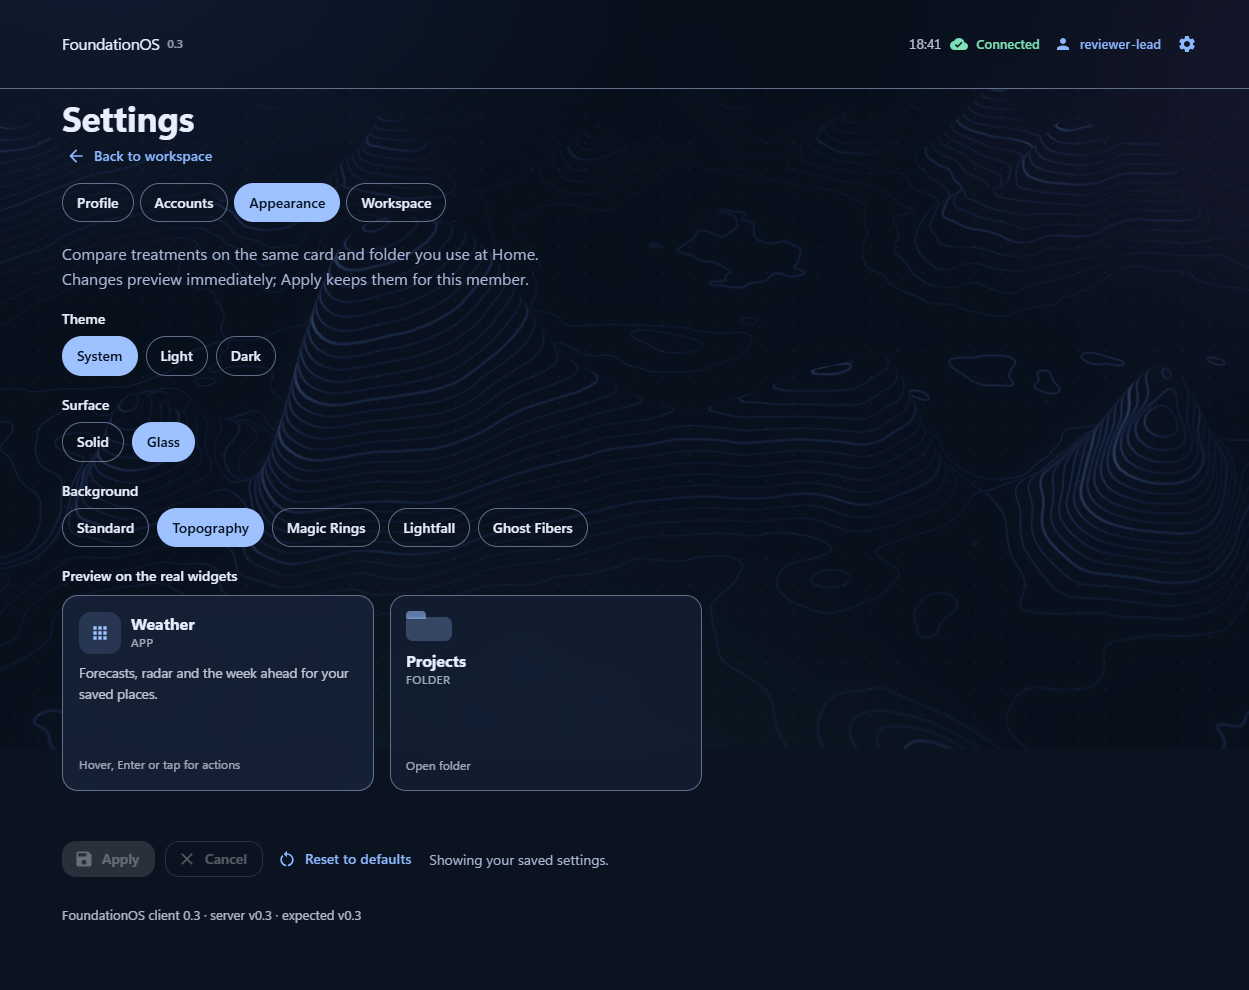 FoundationOS 0.3
18:41 Connected reviewer-lead
Settings
Back to workspace
Profile Accounts Appearance Workspace
Compare treatments on the same card and folder you use at Home.
Changes preview immediately; Apply keeps them for this member.
Theme
System Light Dark
Surface
Solid Glass
Background
Standard Topography Magic Rings Lightfall Ghost Fibers
Preview on the real widgets
Weather
APP
Forecasts, radar and the week ahead for your
saved places.
Hover, Enter or tap for actions
Projects
FOLDER
Open folder
Apply Cancel Reset to defaults Showing your saved settings.
FoundationOS client 0.3 · server v0.3 · expected v0.3